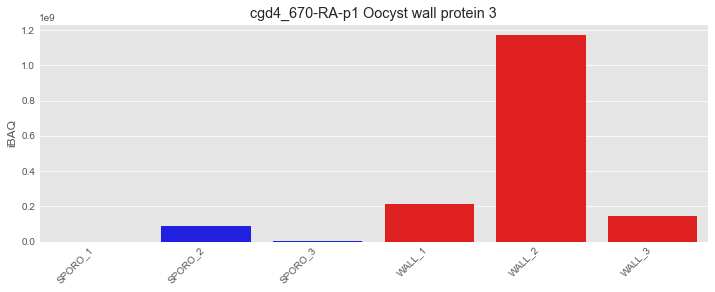 cgd4_670-RA-p1 Oocyst wall protein 3
1e9
1.2
1.0
0.8
0.6
0.4
0.2
0.0
iBAQ
SPORO_1
SPORO_2
SPORO_3
WALL_1
WALL_2
WALL_3